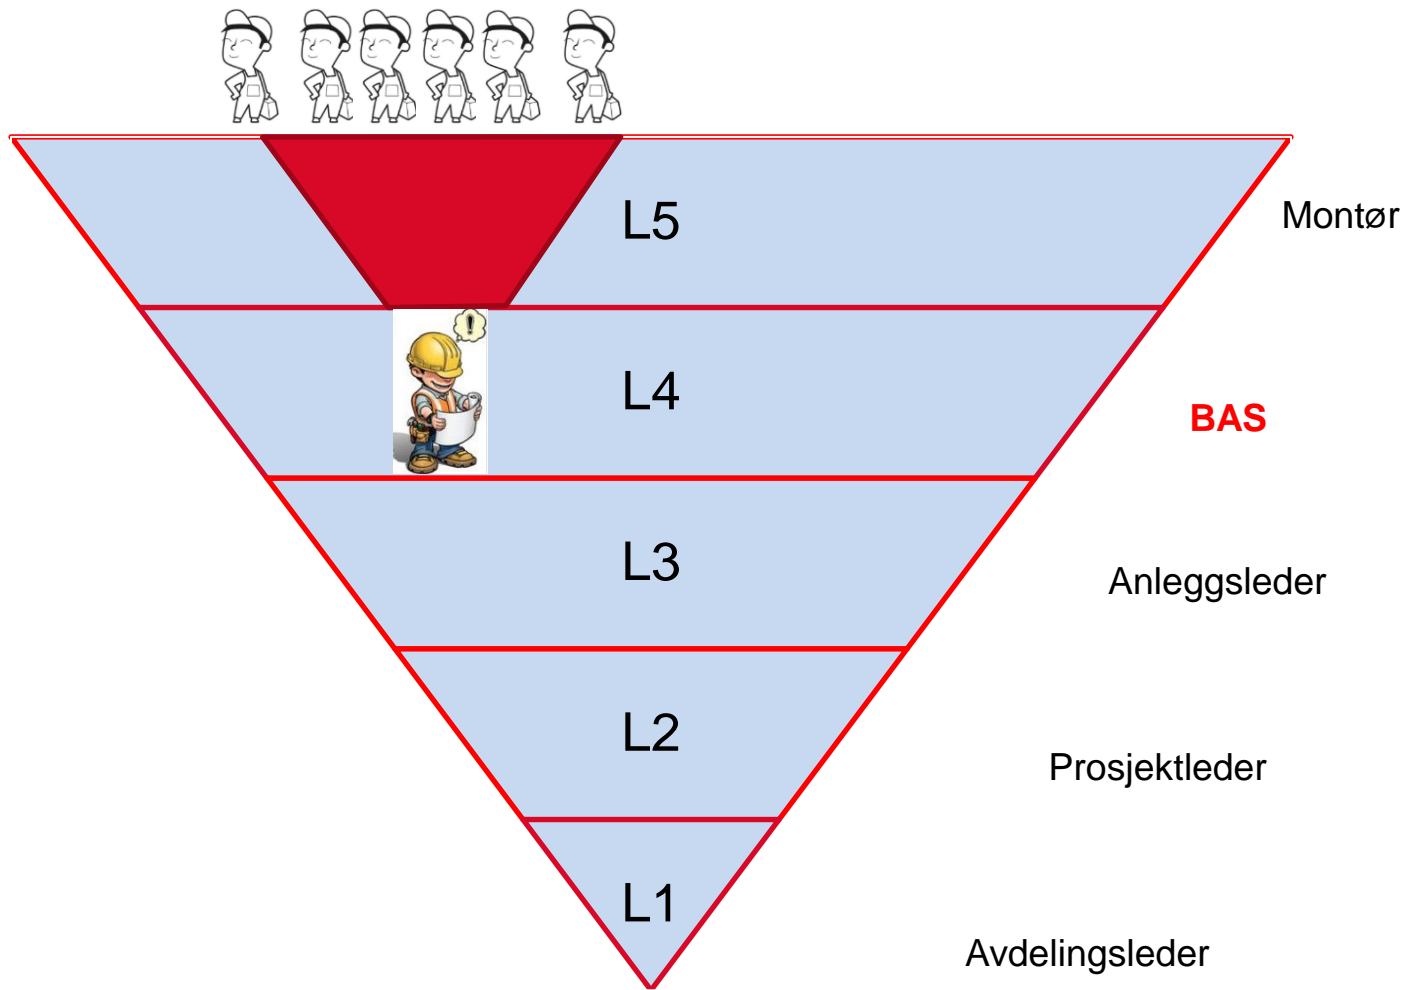 !
L5
Montør
L4
BAS
L3
Anleggsleder
L2
Prosjektleder
L1
Avdelingsleder